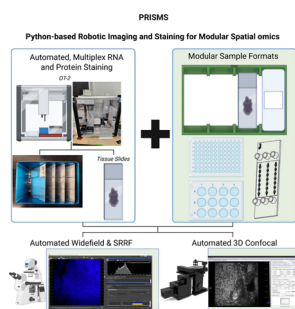 PRISMS
Python-based Robotic Imaging and Staining for Modular Spatial omics
Automated, Multiplex RNA
and Protein Staining
OT-2
Tissue Slides
Modular Sample Formats
Automated Widefield & SRRF
Automated 3D Confocal